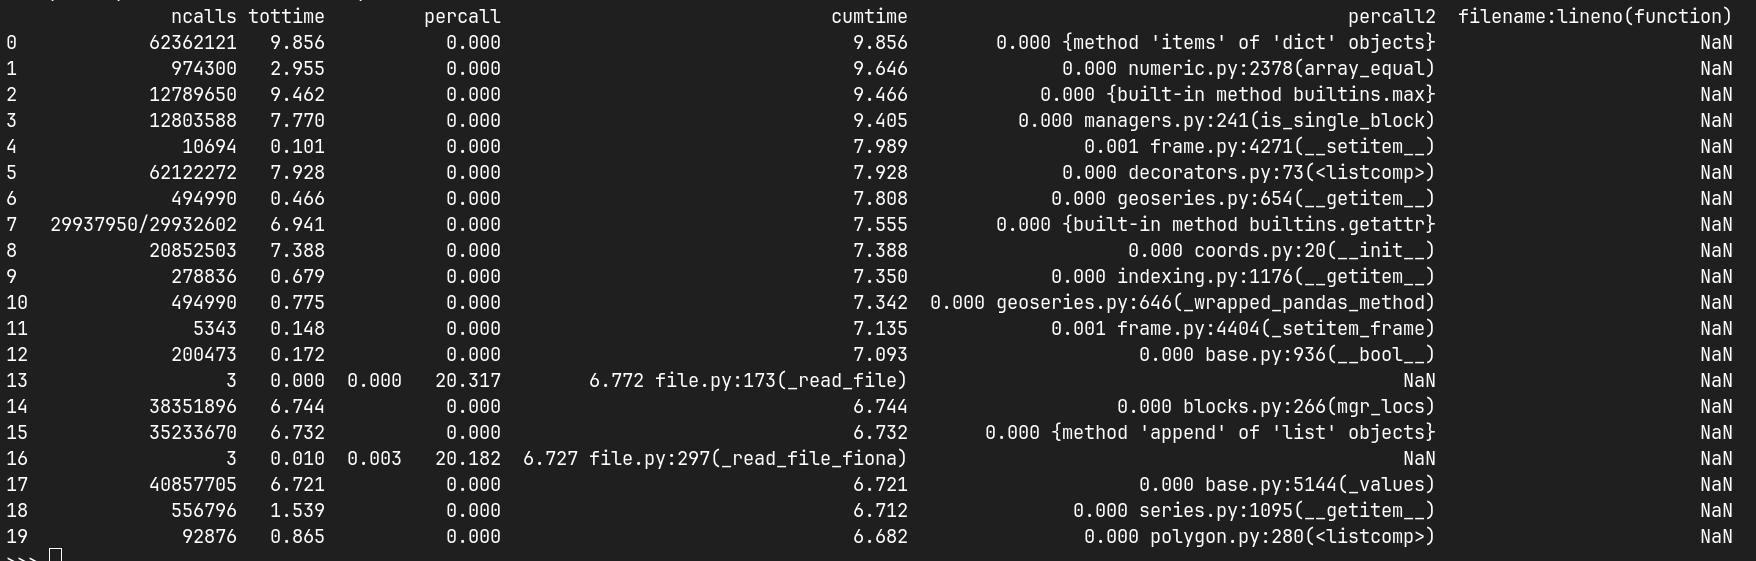 ncalls tottime percall cumtime percall2 filename:lineno(function)
0 62362121 9.856 0.000 9.856 0.000 {method 'items' of 'dict' objects} NaN
1 974300 2.955 0.000 9.646 0.000 numeric.py:2378(array_equal) NaN
2 12789650 9.462 0.000 9.466 0.000 {built-in method builtins.max} NaN
3 12803588 7.770 0.000 9.405 0.000 managers.py:241(is_single_block) NaN
4 10694 0.101 0.000 7.989 0.001 frame.py:4271(__setitem__) NaN
5 62122272 7.928 0.000 7.928 0.000 decorators.py:73(<listcomp>) NaN
6 494990 0.466 0.000 7.808 0.000 geoseries.py:654(__getitem__) NaN
7 29937950/29932602 6.941 0.000 7.555 0.000 {built-in method builtins.getattr} NaN
8 20852503 7.388 0.000 7.388 0.000 coords.py:20(__init__) NaN
9 278836 0.679 0.000 7.350 0.000 indexing.py:1176(__getitem__) NaN
10 494990 0.775 0.000 7.342 0.000 geoseries.py:646(_wrapped_pandas_method) NaN
11 5343 0.148 0.000 7.135 0.001 frame.py:4404(_setitem_frame) NaN
12 200473 0.172 0.000 7.093 0.000 base.py:936(__bool__) NaN
13 3 0.000 0.000 20.317 6.772 file.py:173(_read_file) NaN NaN
14 38351896 6.744 0.000 6.744 0.000 blocks.py:266(mgr_locs) NaN
15 35233670 6.732 0.000 6.732 0.000 {method 'append' of 'list' objects} NaN
16 3 0.010 0.003 20.182 6.727 file.py:297(_read_file_fiona) NaN NaN
17 40857705 6.721 0.000 6.721 0.000 base.py:5144(_values) NaN
18 556796 1.539 0.000 6.712 0.000 series.py:1095(__getitem__) NaN
19 92876 0.865 0.000 6.682 0.000 polygon.py:280(<listcomp>) NaN
>>>